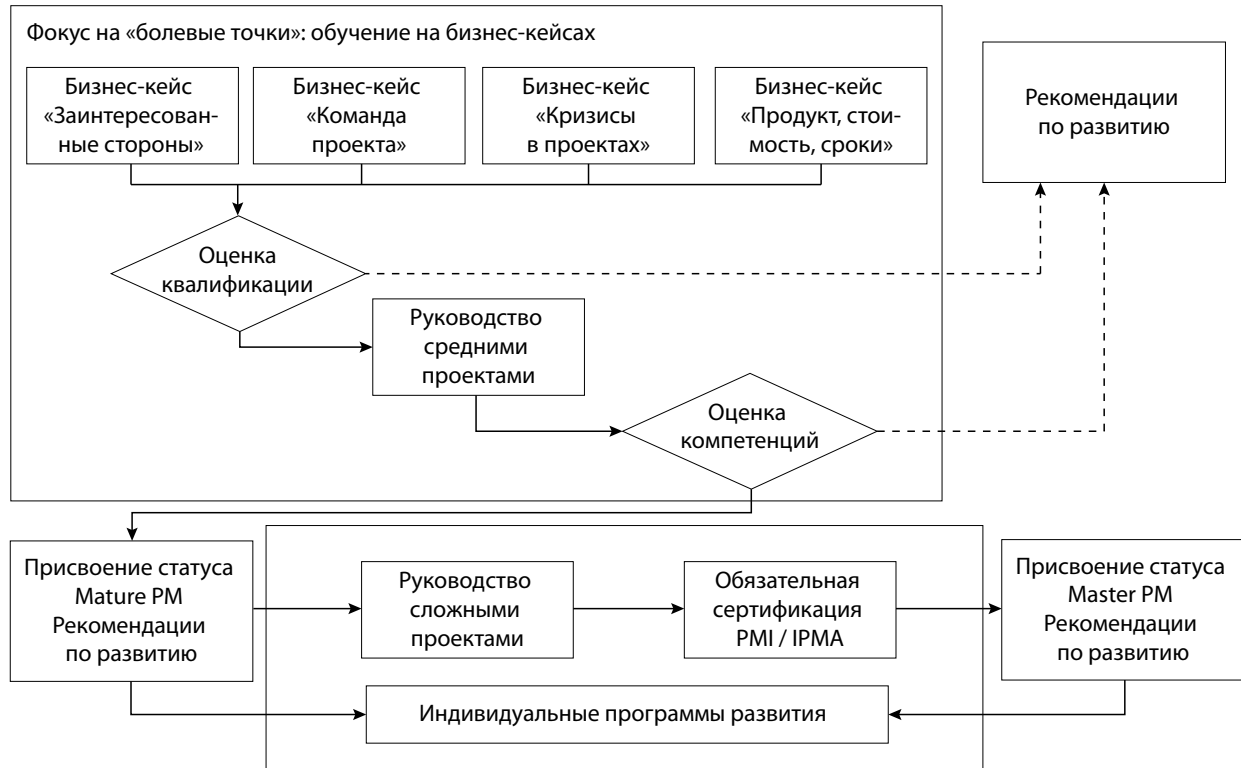 Фокус на «болевые точки»: обучение на бизнес-кейсах
Бизнес-кейс
«Заинтересован-
ные стороны»
Бизнес-кейс
«Команда
проекта»
Бизнес-кейс
«Кризисы
в проектах»
Бизнес-кейс
«Продукт, стои-
мость, сроки»
Рекомендации
по развитию
Оценка
квалификации
Руководство
средними
проектами
Оценка
компетенций
Присвоение статуса
Mature PM
Рекомендации
по развитию
Руководство
сложными
проектами
Обязательная
сертификация
PMI / IPMA
Присвоение статуса
Master PM
Рекомендации
по развитию
Индивидуальные программы развития